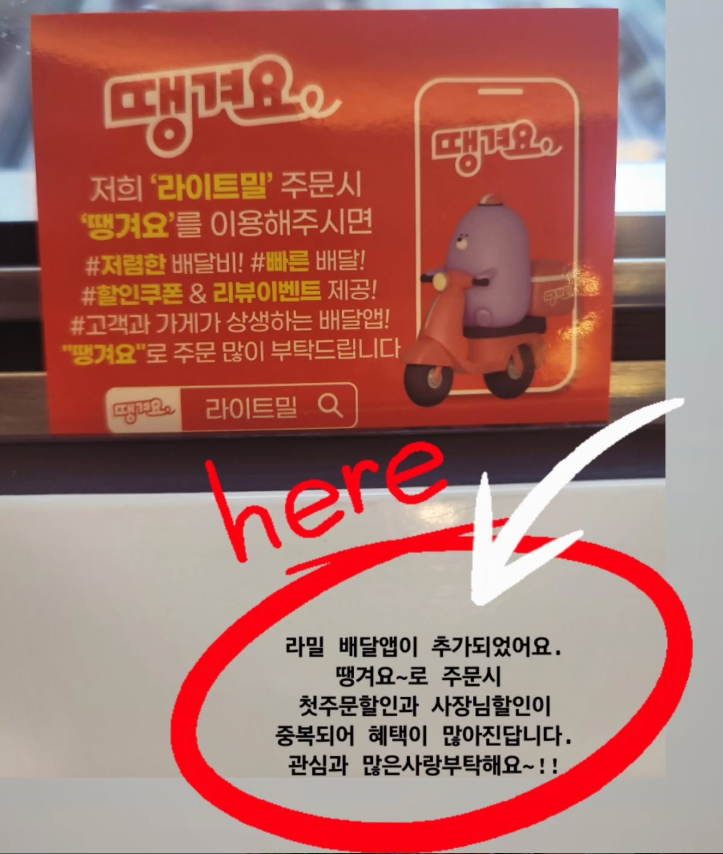 땡겨요
땡겨요
저희 '라이트밀' 주문시
'땡겨요'를 이용해주시면
#저렴한 배달비! #빠른 배달!
#할인쿠폰 & 리뷰이벤트 제공!
#고객과 가게가 상생하는 배달앱!
"땡겨요"로 주문 많이 부탁드립니다
땡겨요
땡겨요 라이트밀
here
라밀 배달앱이 추가되었어요.
땡겨요~로 주문시
첫주문할인과 사장님할인이
중복되어 혜택이 많아진답니다.
관심과 많은사랑부탁해요~!!